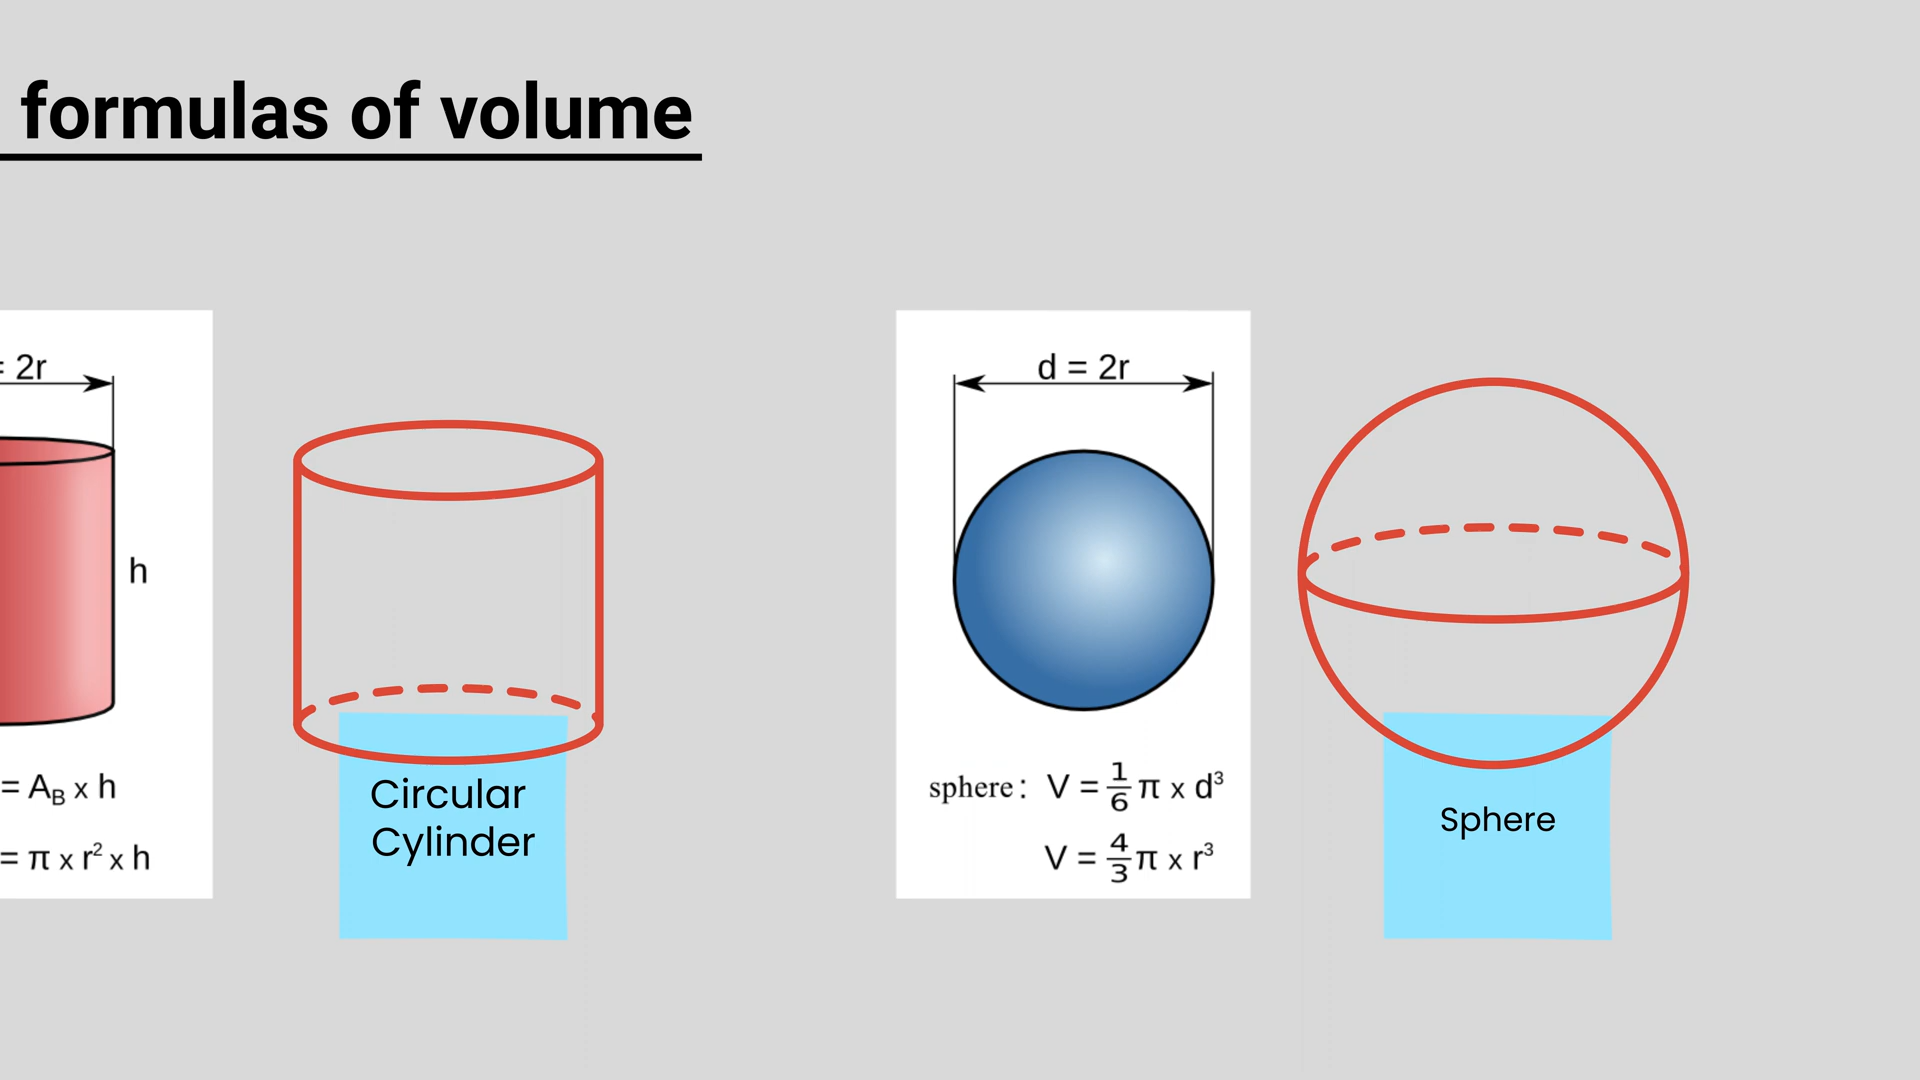 formulas of volume
= 2r
h
= A_B x h
= π x r² x h
Circular
Cylinder
d = 2r
sphere: V = 1/6 π x d³
V = 4/3 π x r³
Sphere